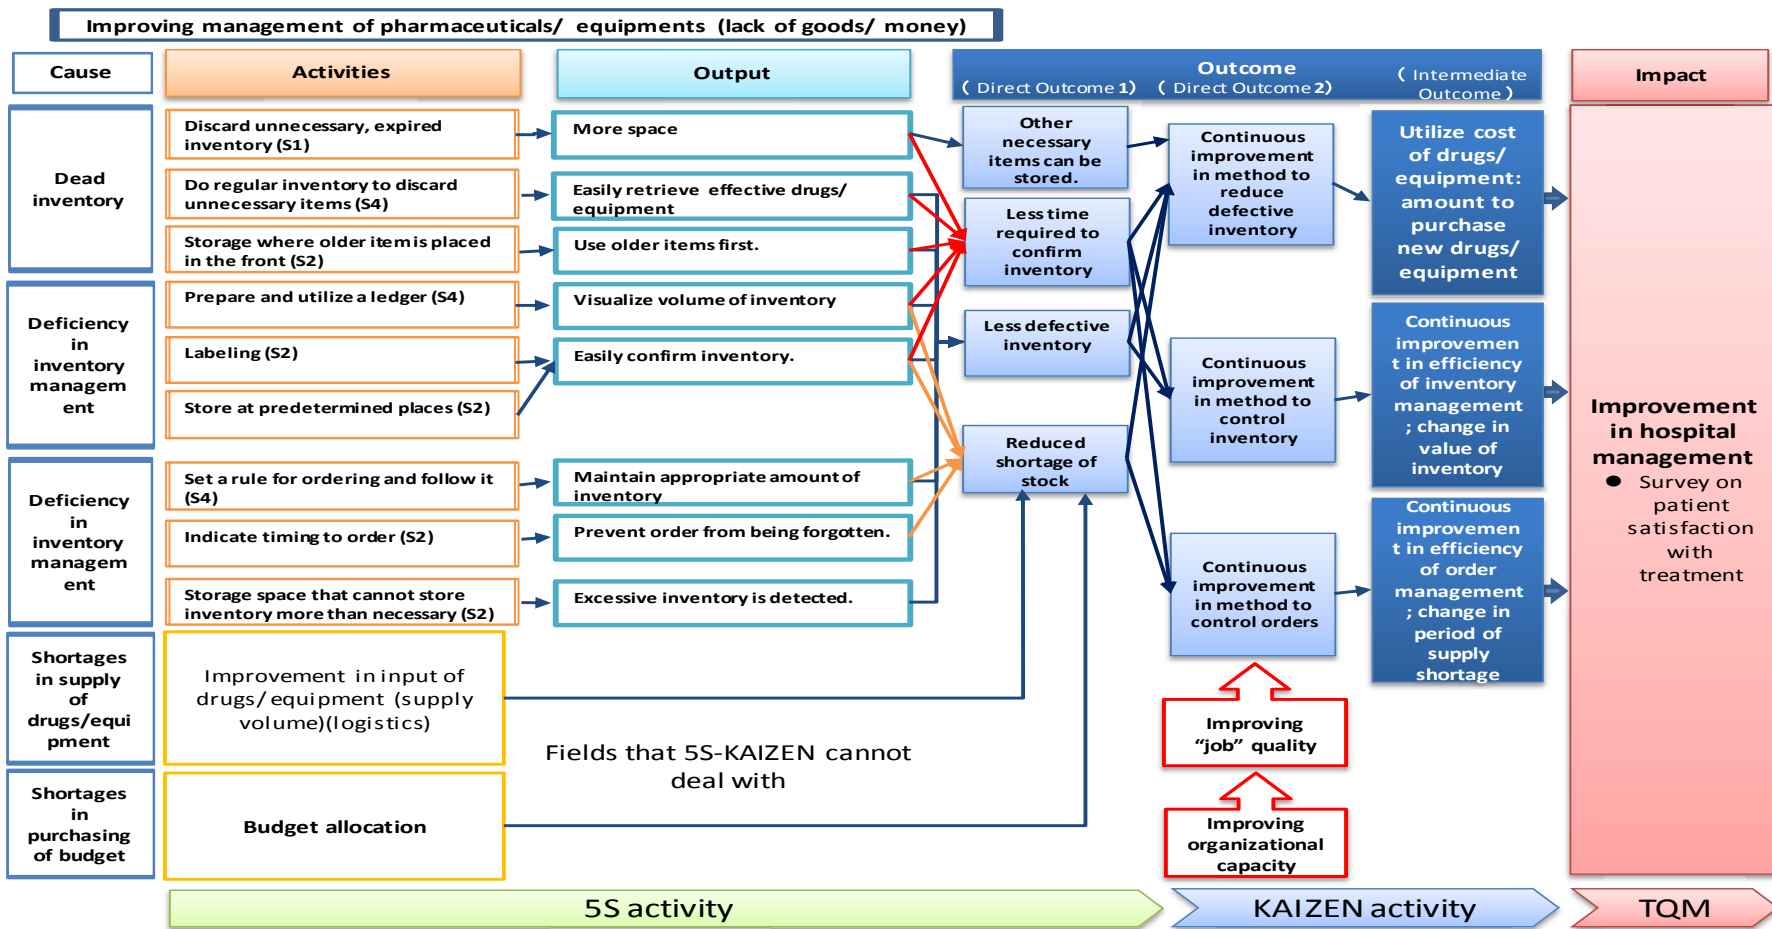 Improving management of pharmaceuticals/ equipments (lack of goods/ money)
Cause
Activities
Output
Outcome
( Direct Outcome 1)
( Direct Outcome 2)
( Intermediate
Outcome )
Impact
Dead
inventory
Discard unnecessary, expired
inventory (S1)
More space
Do regular inventory to discard
unnecessary items (S4)
Easily retrieve effective drugs/
equipment
Storage where older item is placed
in the front (S2)
Use older items first.
Deficiency
in
inventory
managem
ent
Prepare and utilize a ledger (S4)
Visualize volume of inventory
Labeling (S2)
Easily confirm inventory.
Store at predetermined places (S2)
Deficiency
in
inventory
managem
ent
Set a rule for ordering and follow it
(S4)
Maintain appropriate amount of
inventory
Indicate timing to order (S2)
Prevent order from being forgotten.
Storage space that cannot store
inventory more than necessary (S2)
Excessive inventory is detected.
Shortages
in supply
of
drugs/equi
pment
Improvement in input of
drugs/equipment (supply
volume)(logistics)
Shortages
in
purchasing
of budget
Budget allocation
Fields that 5S-KAIZEN cannot
deal with
Other
necessary
items can be
stored.
Less time
required to
confirm
inventory
Less defective
inventory
Reduced
shortage of
stock
Continuous
improvement
in method to
reduce
defective
inventory
Continuous
improvement
in method to
control
inventory
Continuous
improvement
in method to
control orders
Improving
“job” quality
Improving
organizational
capacity
Utilize cost
of drugs/
equipment:
amount to
purchase
new drugs/
equipment
Continuous
improvemen
t in efficiency
of inventory
management
; change in
value of
inventory
Continuous
improvemen
t in efficiency
of order
management
; change in
period of
supply
shortage
Improvement
in hospital
management
● Survey on
patient
satisfaction
with
treatment
5S activity
KAIZEN activity
TQM